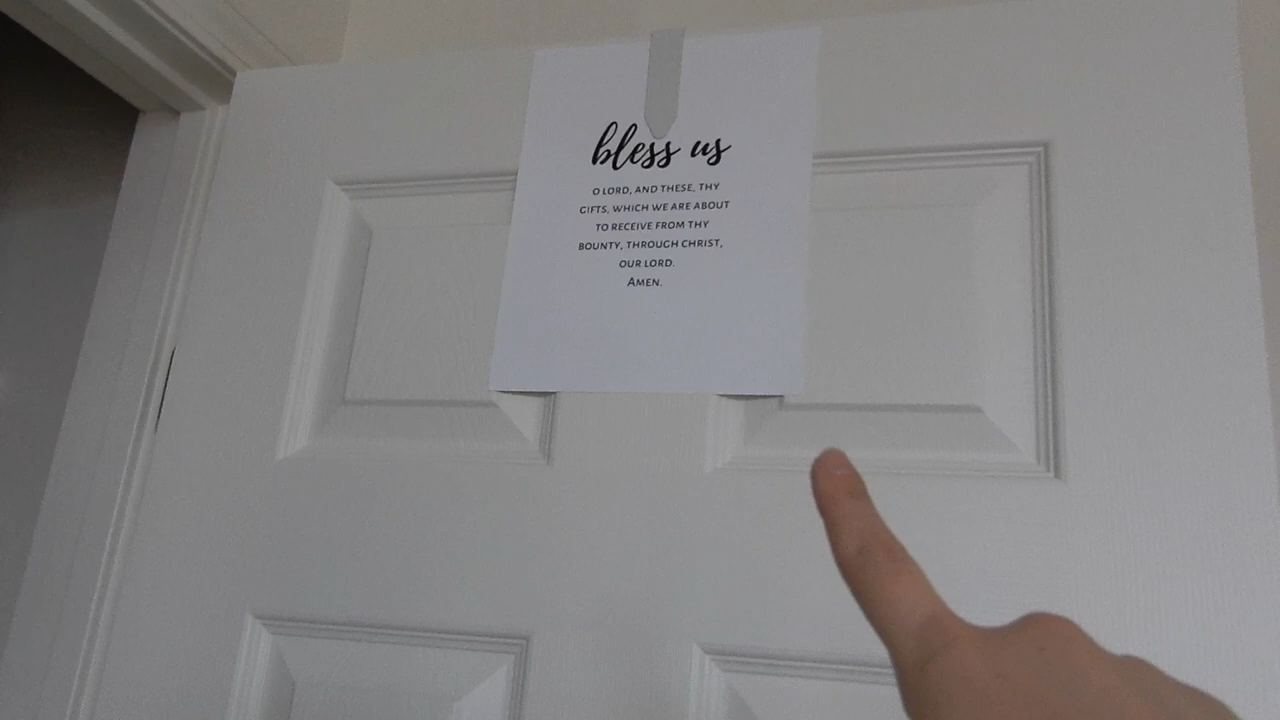 bless us
O LORD, AND THESE, THY
GIFTS, WHICH WE ARE ABOUT
TO RECEIVE FROM THY
BOUNTY, THROUGH CHRIST,
OUR LORD.
AMEN.